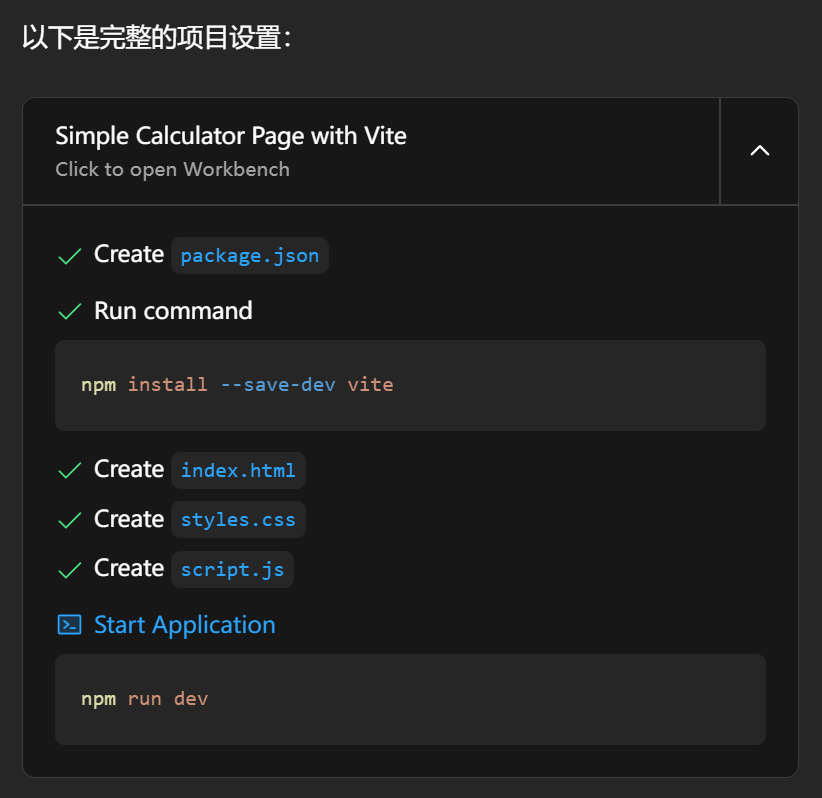 以下是完整的项目设置：
Simple Calculator Page with Vite
Click to open Workbench
Create package.json
Run command
npm install --save-dev vite
Create index.html
Create styles.css
Create script.js
Start Application
npm run dev